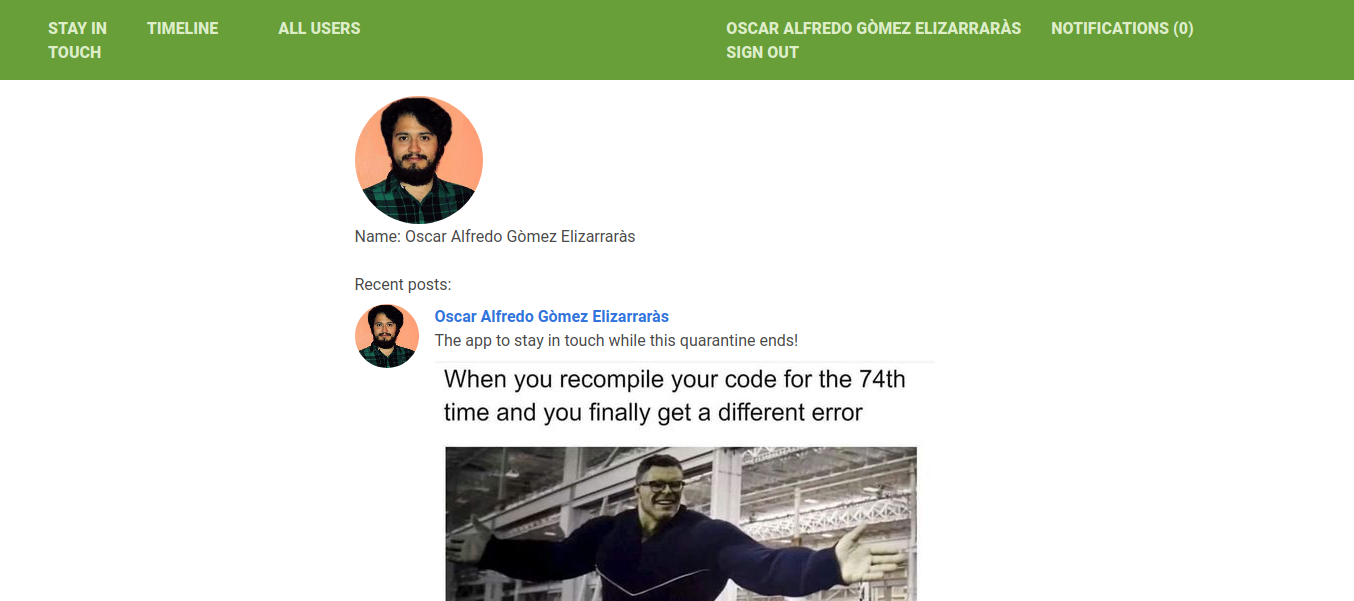 STAY IN TOUCH
TIMELINE
ALL USERS
OSCAR ALFREDO GÒMEZ ELIZARRARÀS
NOTIFICATIONS (0)
SIGN OUT
Name: Oscar Alfredo Gòmez Elizarraràs
Recent posts:
Oscar Alfredo Gòmez Elizarraràs
The app to stay in touch while this quarantine ends!
When you recompile your code for the 74th
time and you finally get a different error